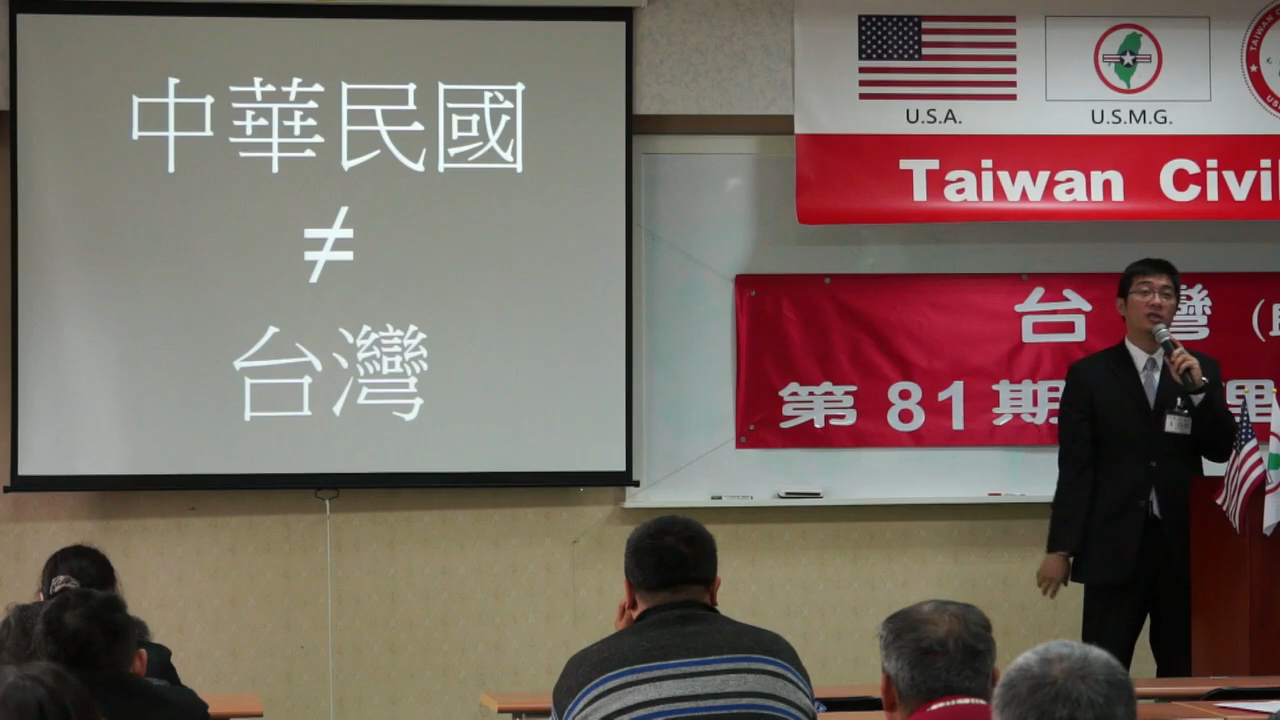 中華民國
≠
台灣
U.S.A.
U.S.M.G.
Taiwan Civil
台 灣
第 81 期